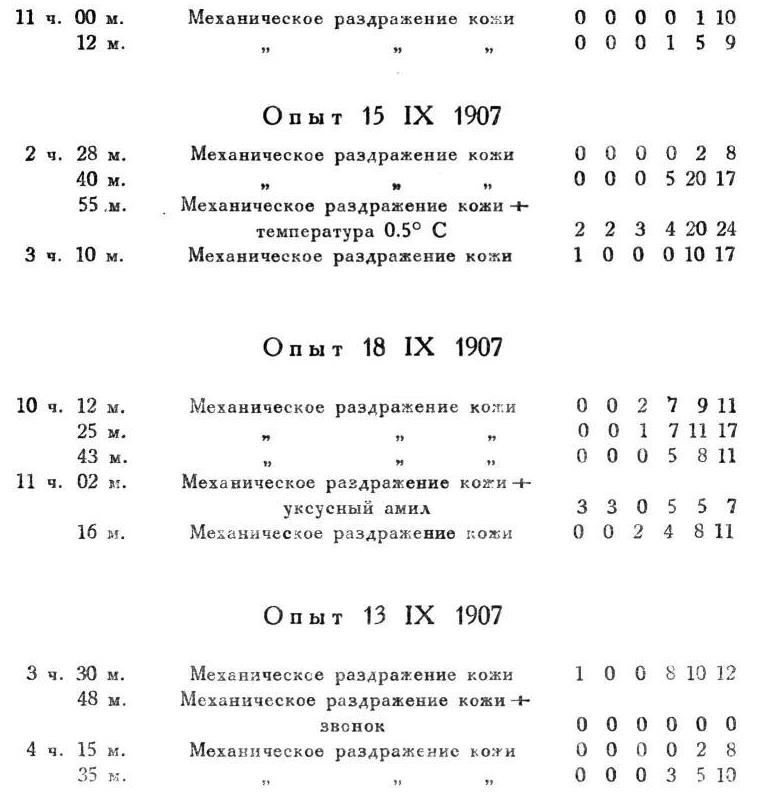 11 ч. 00 м. Механическое раздражение кожи 0 0 0 0 1 10
12 м. „ „ „ 0 0 0 1 5 9
Опыт 15 IX 1907
2 ч. 28 м. Механическое раздражение кожи 0 0 0 0 2 8
40 м. „ „ „ 0 0 0 5 20 17
55 м. Механическое раздражение кожи +
температура 0.5° С 2 2 3 4 20 24
3 ч. 10 м. Механическое раздражение кожи 1 0 0 0 10 17
Опыт 18 IX 1907
10 ч. 12 м. Механическое раздражение кожи 0 0 2 7 9 11
25 м. „ „ „ 0 0 1 7 11 17
43 м. „ „ „ 0 0 0 5 8 11
11 ч. 02 м. Механическое раздражение кожи +
уксусный амил 3 3 0 5 5 7
16 м. Механическое раздражение кожи 0 0 2 4 8 11
Опыт 13 IX 1907
3 ч. 30 м. Механическое раздражение кожи 1 0 0 8 10 12
48 м. Механическое раздражение кожи +
звонок 0 0 0 0 0 0
4 ч. 15 м. Механическое раздражение кожи 0 0 0 0 2 8
35 м. „ „ „ 0 0 0 3 5 10